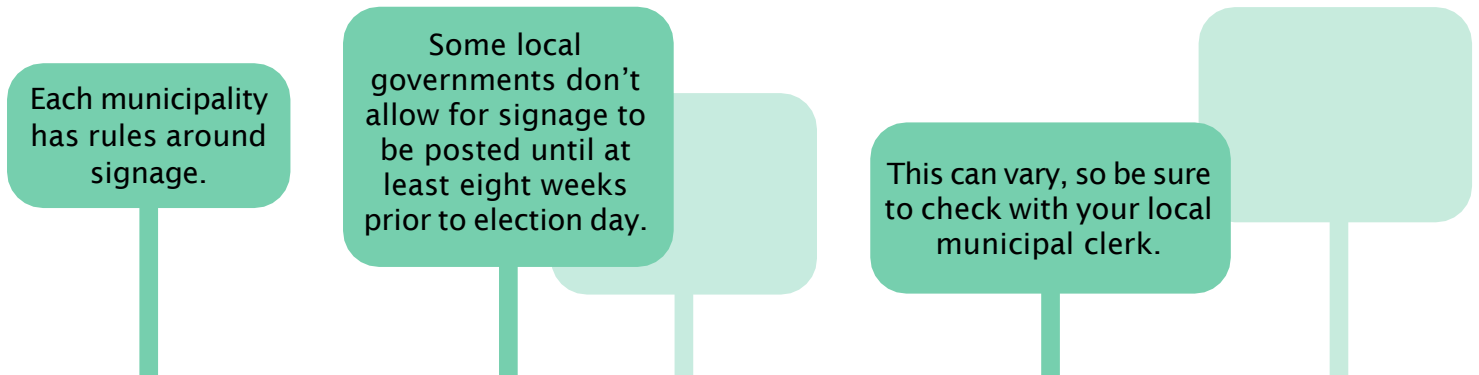 Each municipality
has rules around
signage.
Some local
governments don’t
allow for signage to
be posted until at
least eight weeks
prior to election day.
This can vary, so be sure
to check with your local
municipal clerk.